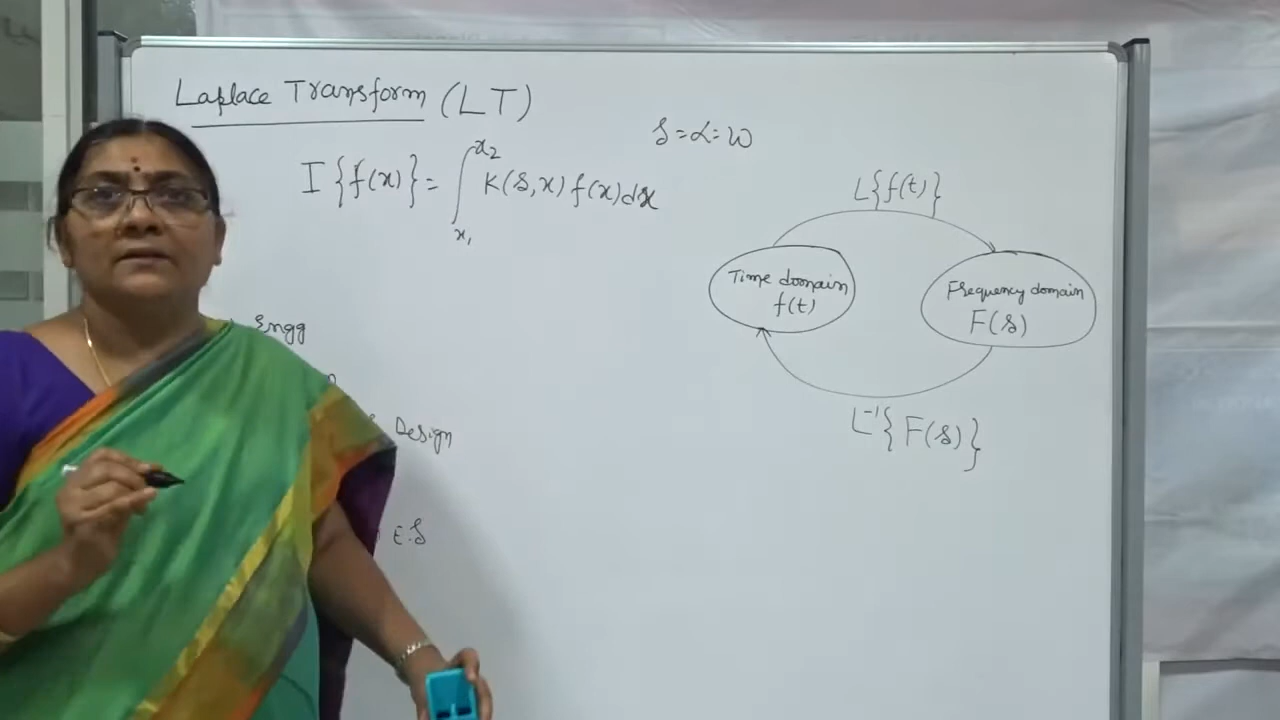 Laplace Transform (LT)
s=α=ω
I{f(x)} = ∫_{x₁}^{x₂} K(s,x) f(x)dx
L{f(t)}
Time domain
f(t)
Frequency domain
F(s)
L⁻¹{F(s)}
Engg
Design
E.S